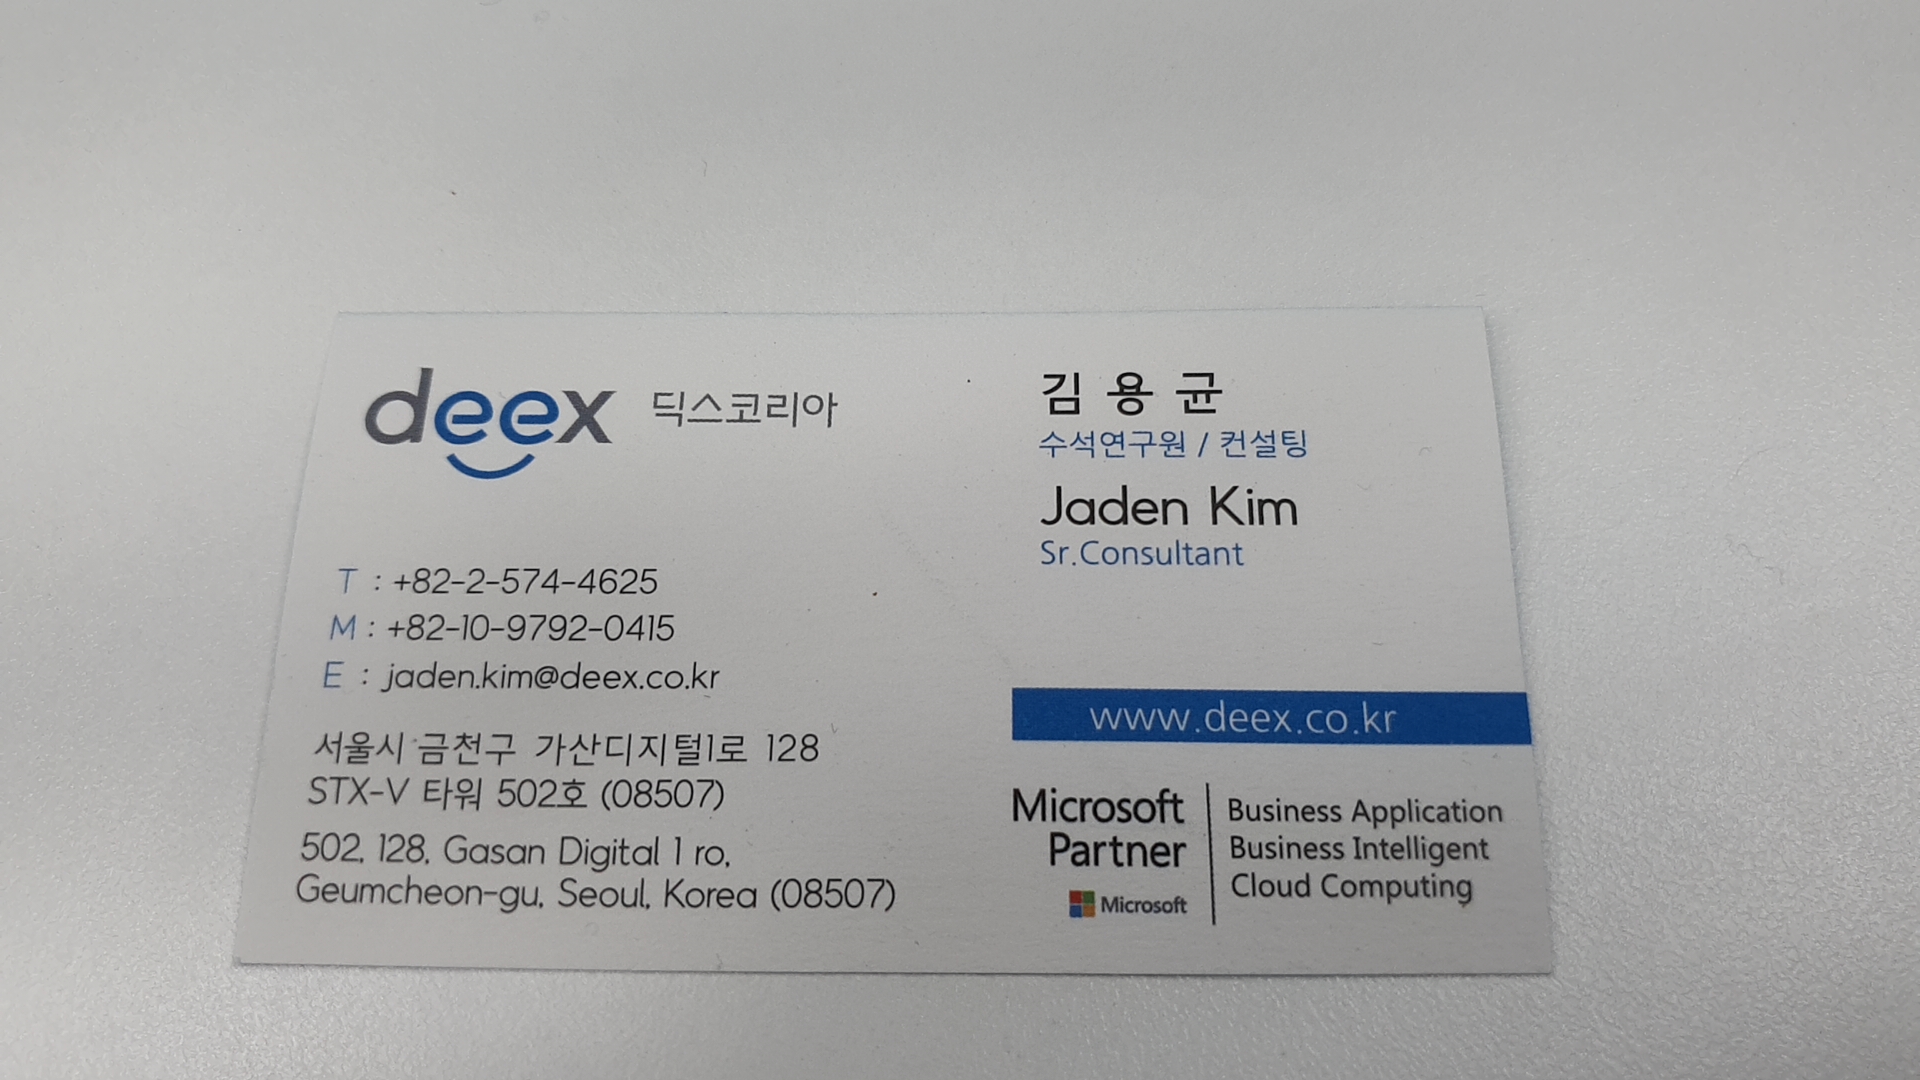 deex 딕스코리아
김용균
수석연구원 / 컨설팅
Jaden Kim
Sr.Consultant
T : +82-2-574-4625
M : +82-10-9792-0415
E : jaden.kim@deex.co.kr
서울시 금천구 가산디지털1로 128
STX-V 타워 502호 (08507)
502, 128, Gasan Digital 1 ro,
Geumcheon-gu, Seoul, Korea (08507)
www.deex.co.kr
Microsoft
Partner
Microsoft
Business Application
Business Intelligent
Cloud Computing